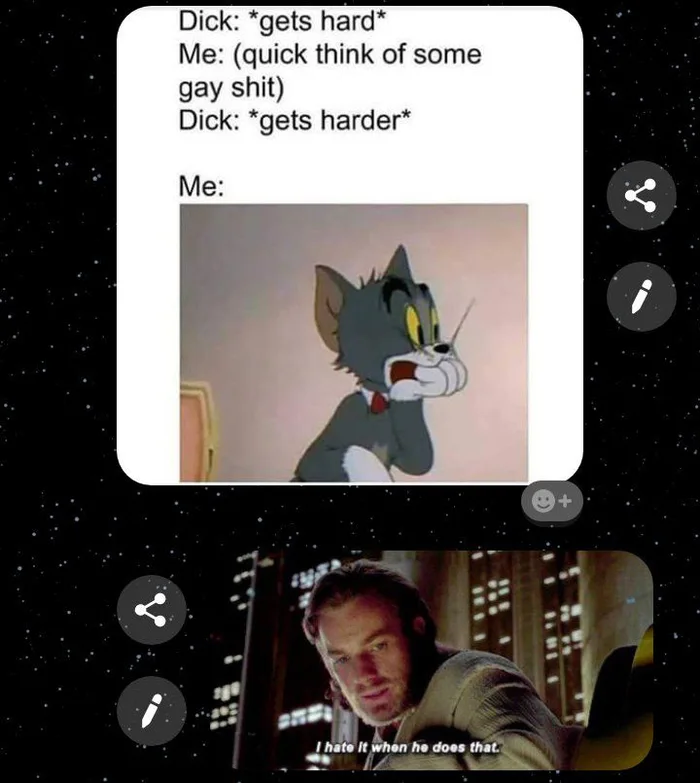 Dick: *gets hard*
Me: (quick think of some
gay shit)
Dick: *gets harder*
Me:
I hate it when he does that.